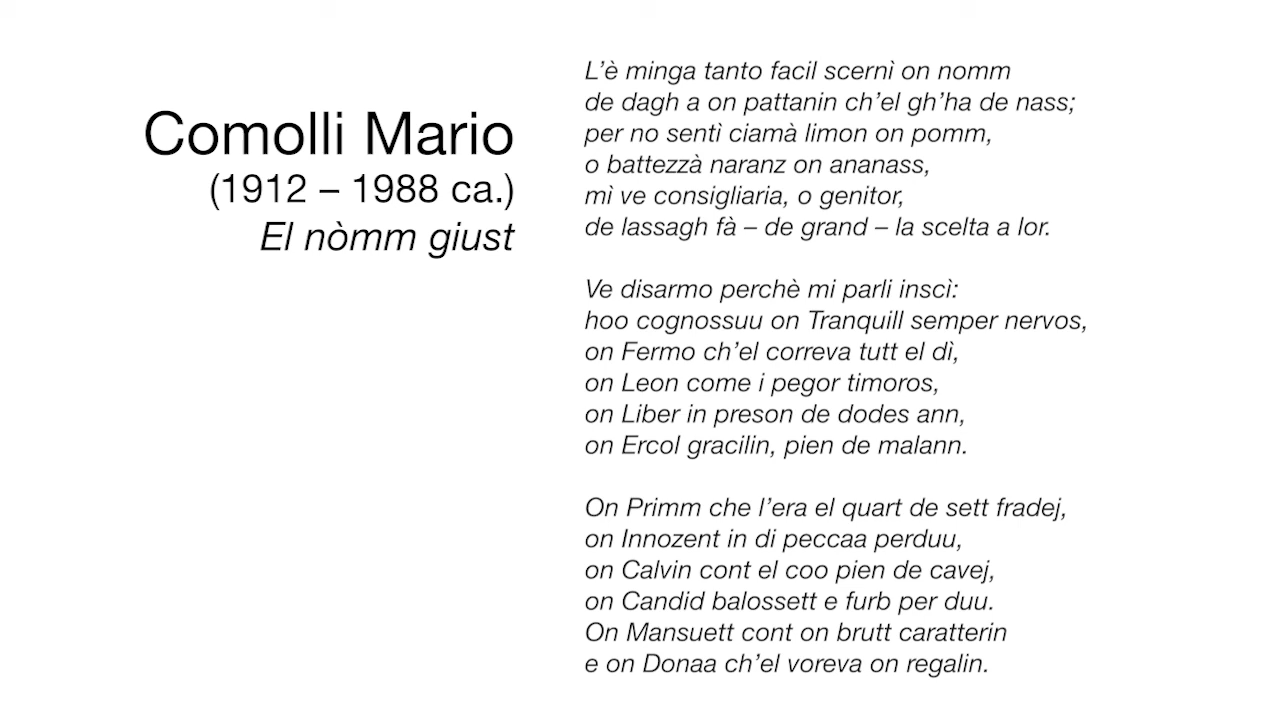 Comolli Mario
(1912 – 1988 ca.)
El nòmm giust
L’è minga tanto facil scernì on nomm
de dagh a on pattanin ch’el gh’ha de nass;
per no sentì ciamà limon on pomm,
o battezzà naranz on ananass,
mì ve consigliaria, o genitor,
de lassagh fà – de grand – la scelta a lor.
Ve disarmo perchè mi parli inscì:
hoo cognossuu on Tranquill semper nervos,
on Fermo ch’el correva tutt el dì,
on Leon come i pegor timoros,
on Liber in preson de dodes ann,
on Ercol gracilin, pien de malann.
On Primm che l’era el quart de sett fradej,
on Innozent in di peccaa perduu,
on Calvin cont el coo pien de cavej,
on Candid balossett e furb per duu.
On Mansuett cont on brutt caratterin
e on Donaa ch’el voreva on regalin.